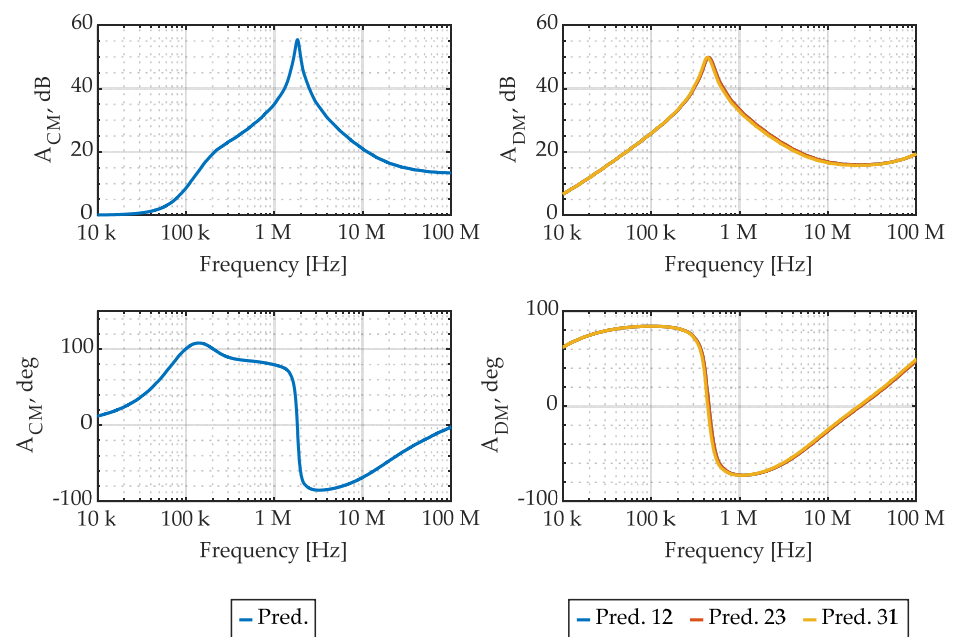 60
40
20
0
A_CM, dB
10 k 100 k 1 M 10 M 100 M
Frequency [Hz]
60
40
20
0
A_DM, dB
10 k 100 k 1 M 10 M 100 M
Frequency [Hz]
100
0
-100
A_CM, deg
10 k 100 k 1 M 10 M 100 M
Frequency [Hz]
100
0
-100
A_DM, deg
10 k 100 k 1 M 10 M 100 M
Frequency [Hz]
Pred.
Pred. 12 Pred. 23 Pred. 31